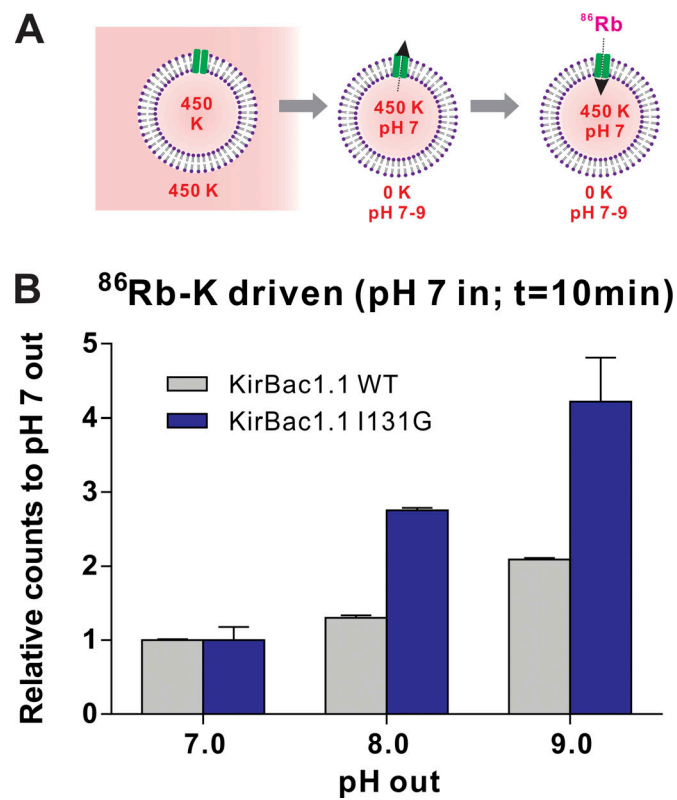 A
⁸⁶Rb
450
K
450 K
pH 7
450 K
pH 7
450 K
0 K
pH 7-9
0 K
pH 7-9
B
⁸⁶Rb-K driven (pH 7 in; t=10min)
Relative counts to pH 7 out
5
4
3
2
1
0
KirBac1.1 WT
KirBac1.1 I131G
7.0 8.0 9.0
pH out